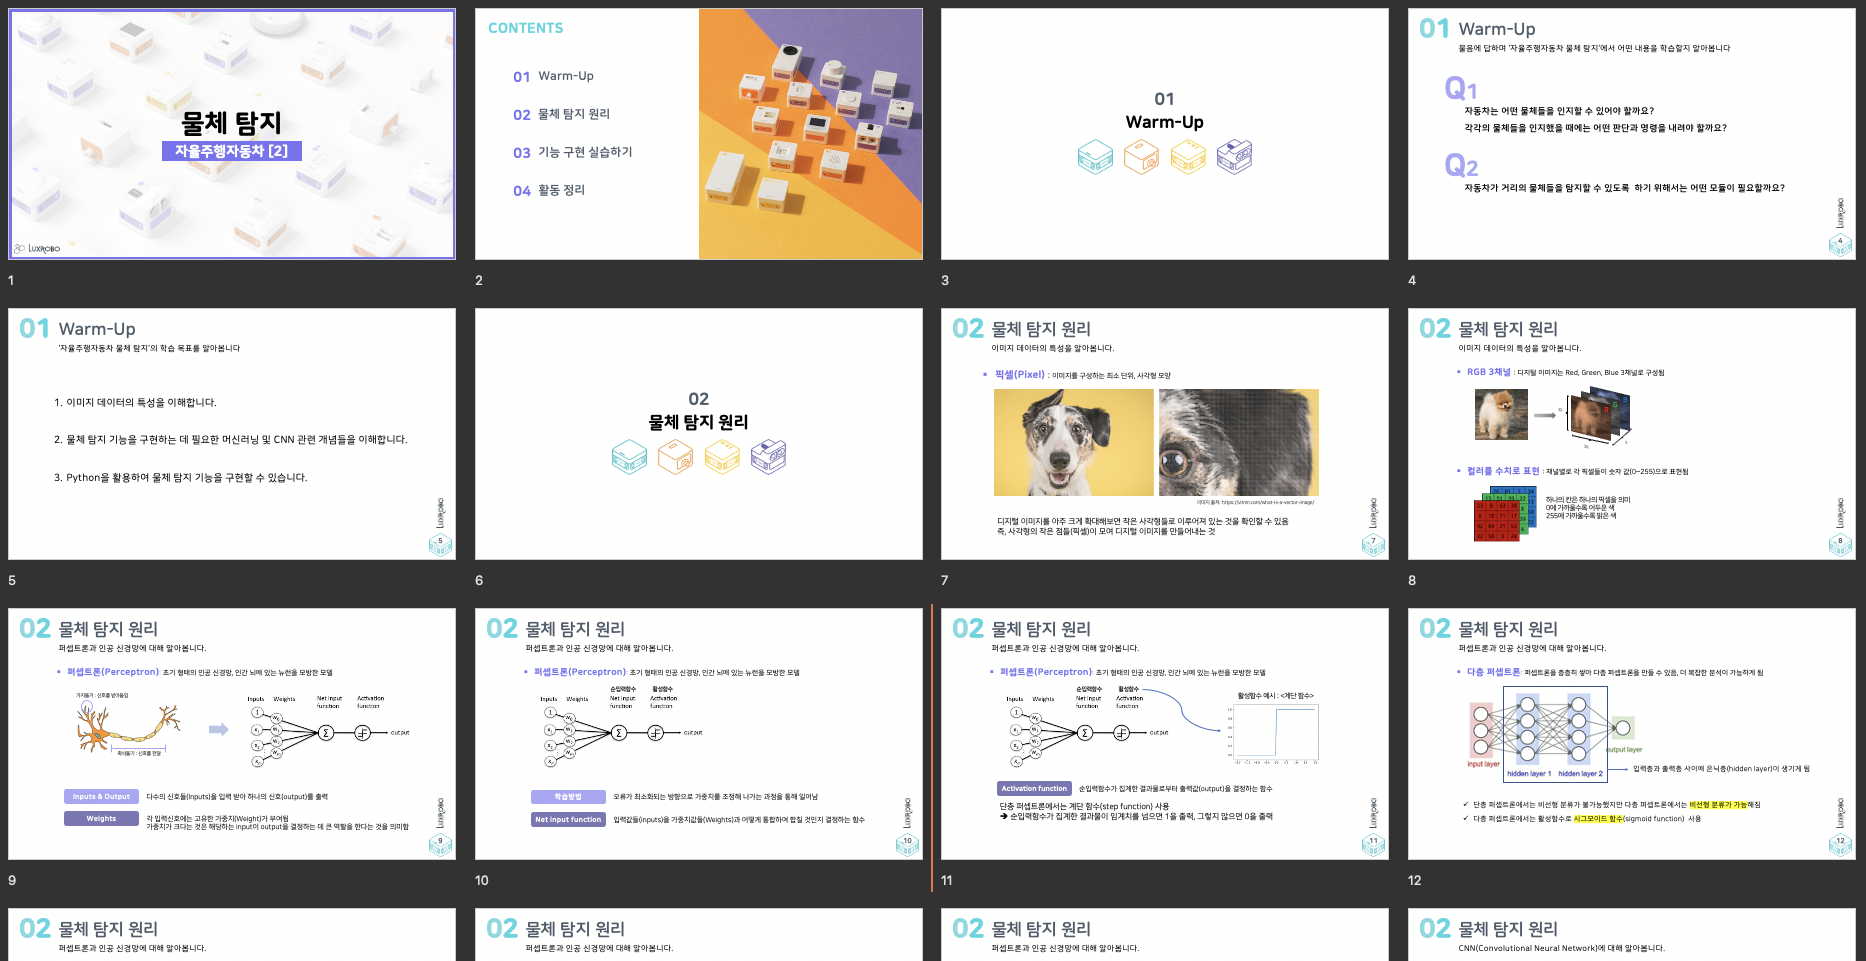 물체 탐지
자율주행자동차 [2]
LUXROBO
1
CONTENTS
01 Warm-Up
02 물체 탐지 원리
03 기능 구현 실습하기
04 활동 정리
2
01
Warm-Up
3
01 Warm-Up
물음에 답하며 '자율주행자동차 물체 탐지'에서 어떤 내용을 학습할지 알아봅니다
Q1
자동차는 어떤 물체들을 인지할 수 있어야 할까요?
각각의 물체들을 인지했을 때에는 어떤 판단과 명령을 내려야 할까요?
Q2
자동차가 거리의 물체들을 탐지할 수 있도록 하기 위해서는 어떤 모듈이 필요할까요?
LUXROBO
4
4
01 Warm-Up
'자율주행자동차 물체 탐지'의 학습 목표를 알아봅니다
1. 이미지 데이터의 특성을 이해합니다.
2. 물체 탐지 기능을 구현하는 데 필요한 머신러닝 및 CNN 관련 개념들을 이해합니다.
3. Python을 활용하여 물체 탐지 기능을 구현할 수 있습니다.
LUXROBO
5
5
02
물체 탐지 원리
6
02 물체 탐지 원리
이미지 데이터의 특성을 알아봅니다.
▪ 픽셀(Pixel) : 이미지를 구성하는 최소 단위, 사각형 모양
이미지 출처: https://vimm.com/what-is-a-vector-image/
디지털 이미지를 아주 크게 확대해보면 작은 사각형들로 이루어져 있는 것을 확인할 수 있음
즉, 사각형의 작은 점들(픽셀)이 모여 디지털 이미지를 만들어내는 것
LUXROBO
7
7
02 물체 탐지 원리
이미지 데이터의 특성을 알아봅니다.
▪ RGB 3채널 : 디지털 이미지는 Red, Green, Blue 3채널로 구성됨
R G B
▪ 컬러를 수치로 표현 : 채널별로 각 픽셀들이 숫자 값(0~255)으로 표현됨
하나의 칸은 하나의 픽셀을 의미
0에 가까울수록 어두운 색
255에 가까울수록 밝은 색
LUXROBO
8
8
02 물체 탐지 원리
퍼셉트론과 인공 신경망에 대해 알아봅니다.
▪ 퍼셉트론(Perceptron): 초기 형태의 인공 신경망, 인간 뇌에 있는 뉴런을 모방한 모델
가지돌기 : 신호를 받아들임
축삭돌기 : 신호를 전달
Inputs Weights Net input function Activation function
output
Inputs & Output 다수의 신호들(inputs)을 입력 받아 하나의 신호(output)를 출력
Weights 각 입력신호에는 고유한 가중치(Weight)가 부여됨
가중치가 크다는 것은 해당하는 input이 output을 결정하는 데 큰 역할을 한다는 것을 의미함
LUXROBO
9
9
02 물체 탐지 원리
퍼셉트론과 인공 신경망에 대해 알아봅니다.
▪ 퍼셉트론(Perceptron): 초기 형태의 인공 신경망, 인간 뇌에 있는 뉴런을 모방한 모델
순입력함수 활성함수
Inputs Weights Net input function Activation function
output
학습방법 오류가 최소화되는 방향으로 가중치를 조정해 나가는 과정을 통해 일어남
Net input function 입력값들(inputs)을 가중치값들(Weights)과 어떻게 통합하여 합칠 것인지 결정하는 함수
LUXROBO
10
10
02 물체 탐지 원리
퍼셉트론과 인공 신경망에 대해 알아봅니다.
▪ 퍼셉트론(Perceptron): 초기 형태의 인공 신경망, 인간 뇌에 있는 뉴런을 모방한 모델
순입력함수 활성함수
Inputs Weights Net input function Activation function
output
활성함수 예시 : <계단 함수>
Activation function 순입력함수가 집계한 결과물로부터 출력값(output)을 결정하는 함수
단층 퍼셉트론에서는 계단 함수(step function) 사용
➔ 순입력함수가 집계한 결과물이 임계치를 넘으면 1을 출력, 그렇지 않으면 0을 출력
LUXROBO
11
11
02 물체 탐지 원리
퍼셉트론과 인공 신경망에 대해 알아봅니다.
▪ 다층 퍼셉트론: 퍼셉트론을 층층히 쌓아 다층 퍼셉트론을 만들 수 있음, 더 복잡한 분석이 가능하게 됨
input layer
hidden layer 1 hidden layer 2
output layer
입력층과 출력층 사이에 은닉층(hidden layer)이 생기게 됨
✓ 단층 퍼셉트론에서는 비선형 분류가 불가능했지만 다층 퍼셉트론에서는 비선형 분류가 가능해짐
✓ 다층 퍼셉트론에서는 활성함수로 시그모이드 함수(sigmoid function) 사용
LUXROBO
12
12
02 물체 탐지 원리
퍼셉트론과 인공 신경망에 대해 알아봅니다.
02 물체 탐지 원리
퍼셉트론과 인공 신경망에 대해 알아봅니다.
02 물체 탐지 원리
퍼셉트론과 인공 신경망에 대해 알아봅니다.
02 물체 탐지 원리
CNN(Convolutional Neural Network)에 대해 알아봅니다.